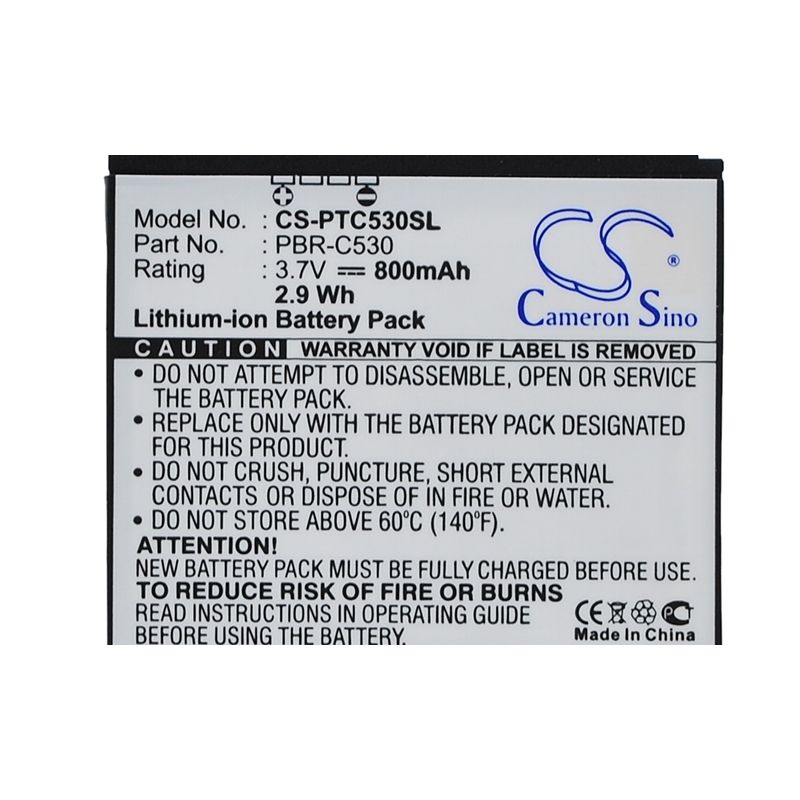 Model No. : CS-PTC530SL
Part No. : PBR-C530
Rating : 3.7V 800mAh
2.9 Wh
Lithium-ion Battery Pack
CS ®
Cameron Sino
CAUTION WARRANTY VOID IF LABEL IS REMOVED
• DO NOT ATTEMPT TO DISASSEMBLE, OPEN OR SERVICE
THE BATTERY PACK.
• REPLACE ONLY WITH THE BATTERY PACK DESIGNATED
FOR THIS PRODUCT.
• DO NOT CRUSH, PUNCTURE, SHORT EXTERNAL
CONTACTS OR DISPOSE OF IN FIRE OR WATER.
• DO NOT STORE ABOVE 60°C (140°F).
ATTENTION!
NEW BATTERY PACK MUST BE FULLY CHARGED BEFORE USE.
TO REDUCE RISK OF FIRE OR BURNS
READ INSTRUCTIONS IN OPERATING GUIDE
BEFORE USING THE BATTERY.
CE
Made In China